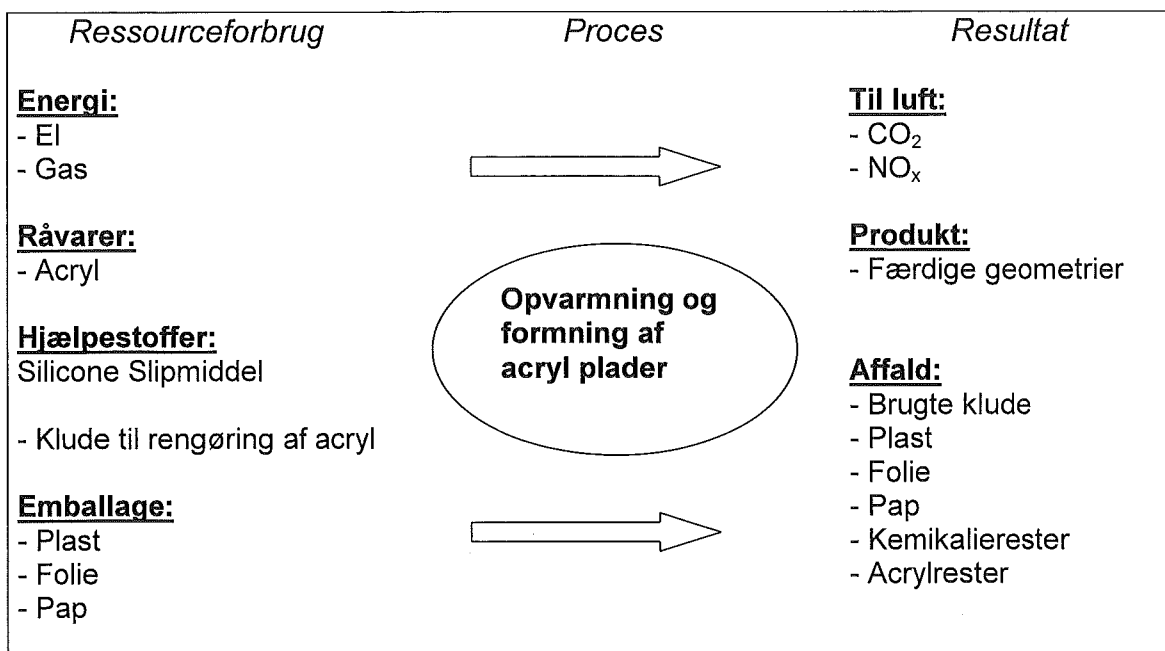 Ressourceforbrug
Proces
Resultat
Energi:
- El
- Gas
Råvarer:
- Acryl
Hjælpestoffer:
Silicone Slipmiddel
- Klude til rengøring af acryl
Emballage:
- Plast
- Folie
- Pap
Opvarmning og
formning af
acryl plader
Til luft:
- CO₂
- NOₓ
Produkt:
- Færdige geometrier
Affald:
- Brugte klude
- Plast
- Folie
- Pap
- Kemikalierester
- Acrylrester